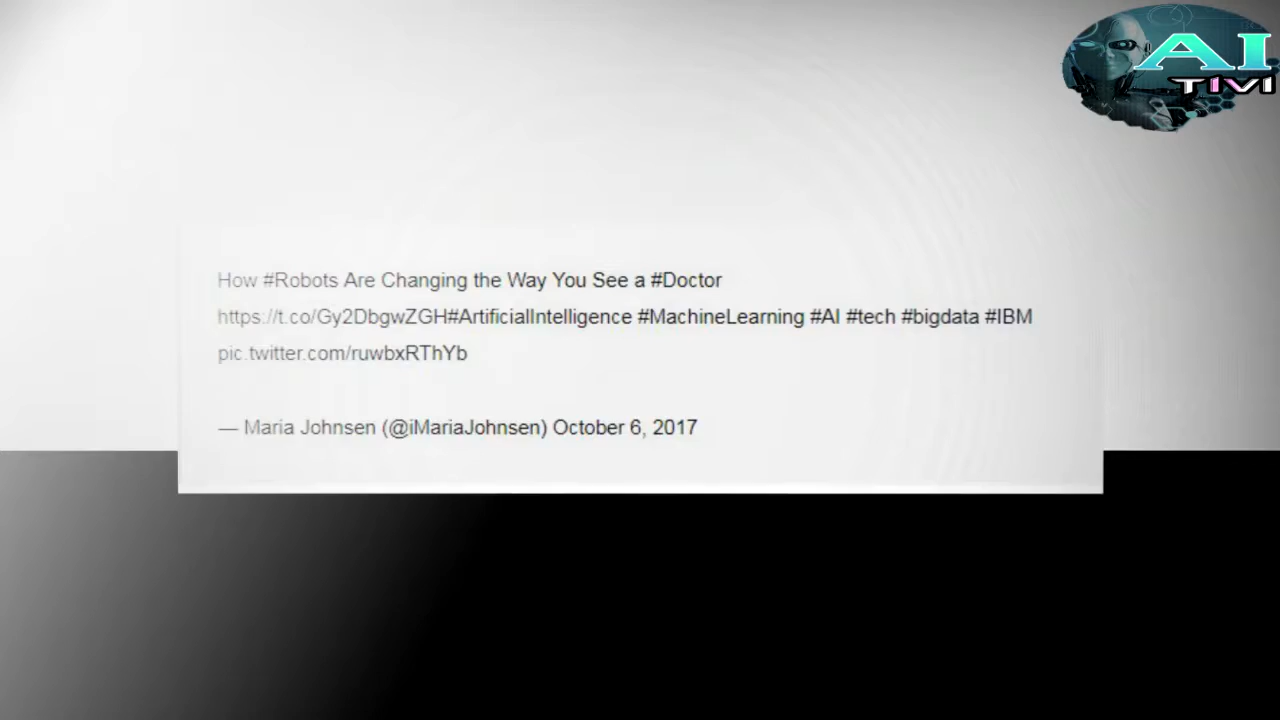 AI
TIVI
How #Robots Are Changing the Way You See a #Doctor
https://t.co/Gy2DbgwZGH#ArtificialIntelligence #MachineLearning #AI #tech #bigdata #IBM
pic.twitter.com/ruwbxRThYb
— Maria Johnsen (@iMariaJohnsen) October 6, 2017